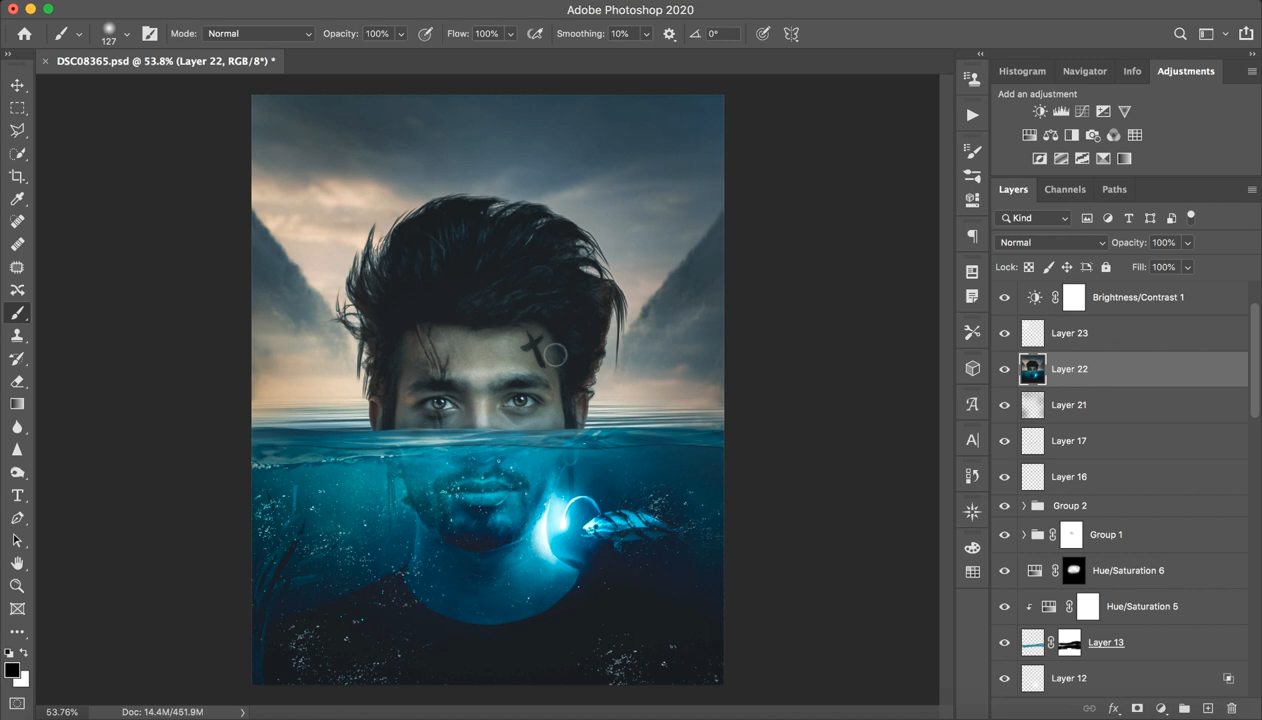 Adobe Photoshop 2020
127
Mode: Normal
Opacity: 100%
Flow: 100%
Smoothing: 10%
0°
× DSC08365.psd @ 53.8% (Layer 22, RGB/8*) *
Histogram
Navigator
Info
Adjustments
Add an adjustment
Layers
Channels
Paths
Kind
Normal
Opacity: 100%
Lock:
Fill: 100%
Brightness/Contrast 1
Layer 23
Layer 22
Layer 21
Layer 17
Layer 16
Group 2
Group 1
Hue/Saturation 6
Hue/Saturation 5
Layer 13
Layer 12
fx
53.76%
Doc: 14.4M/451.9M